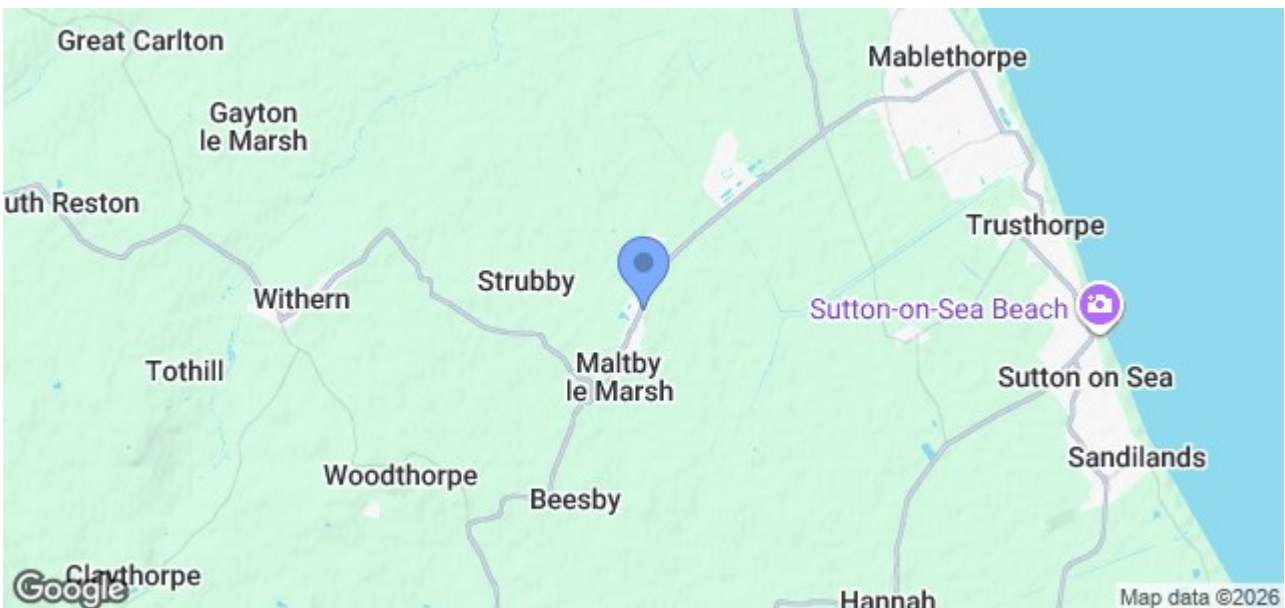 Great Carlton
Mablethorpe
Gayton
le Marsh
uth Reston
Trusthorpe
Strubby
Withern
Sutton-on-Sea Beach
Maltby
le Marsh
Tothill
Sutton on Sea
Sandilands
Woodthorpe
Beesby
Claythorpe
Google
Hannah
Map data ©2026